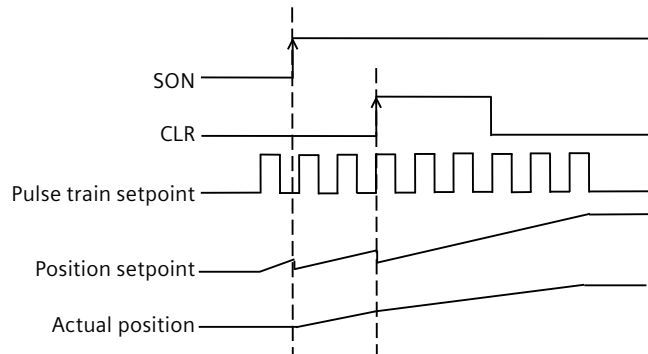 SON
CLR
Pulse train setpoint
Position setpoint
Actual position